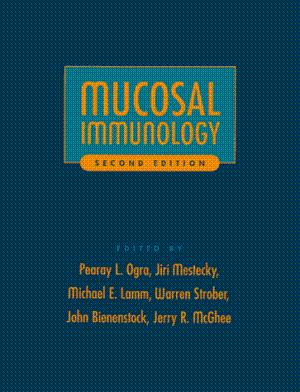 MUCOSAL
IMMUNOLOGY
SECOND EDITION
EDITED BY
Pearay L. Ogra, Jiri Mestecky,
Michael E. Lamm, Warren Strober,
John Bienenstock, Jerry R. McGhee